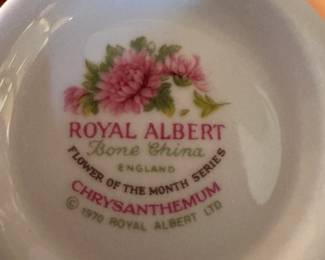 ROYAL ALBERT
Bone China
ENGLAND
FLOWER OF THE MONTH SERIES
CHRYSANTHEMUM
© 1970 ROYAL ALBERT LTD